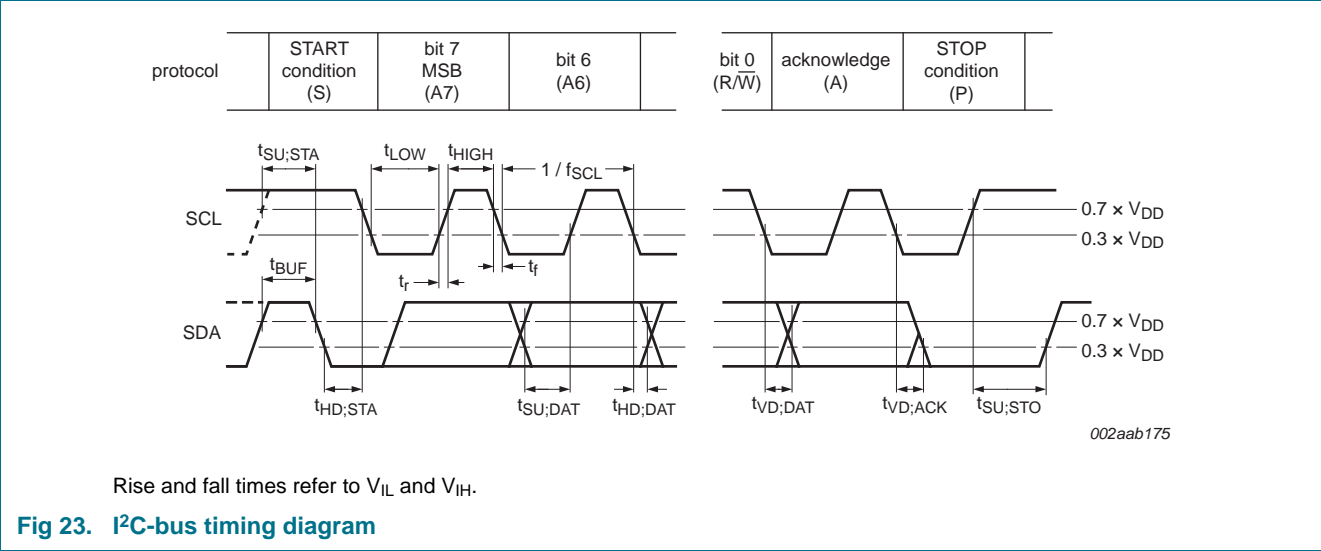 protocol
START
condition
(S)
bit 7
MSB
(A7)
bit 6
(A6)
bit 0
(R/W̅)
acknowledge
(A)
STOP
condition
(P)
tSU;STA
tLOW
tHIGH
1 / fSCL
SCL
0.7 × VDD
0.3 × VDD
tBUF
tr
tf
SDA
0.7 × VDD
0.3 × VDD
tHD;STA
tSU;DAT
tHD;DAT
tVD;DAT
tVD;ACK
tSU;STO
002aab175
Rise and fall times refer to VIL and VIH.
Fig 23. I²C-bus timing diagram